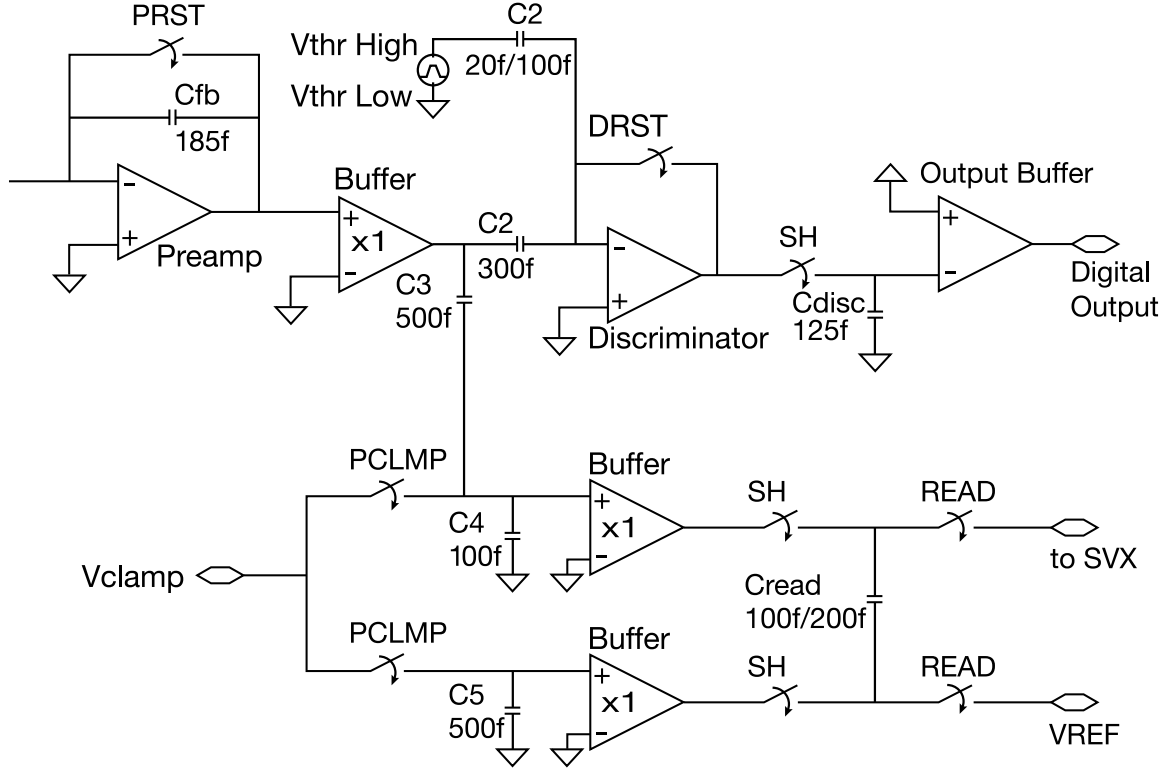 PRST
Cfb
185f
-
+
Preamp
Vthr High
Vthr Low
C2
20f/100f
Buffer
+
x1
-
C2
300f
C3
500f
DRST
-
+
Discriminator
SH
Cdisc
125f
Output Buffer
+
-
Digital
Output
Vclamp
PCLMP
C4
100f
Buffer
+
x1
-
SH
READ
to SVX
Cread
100f/200f
PCLMP
C5
500f
Buffer
+
x1
-
SH
READ
VREF